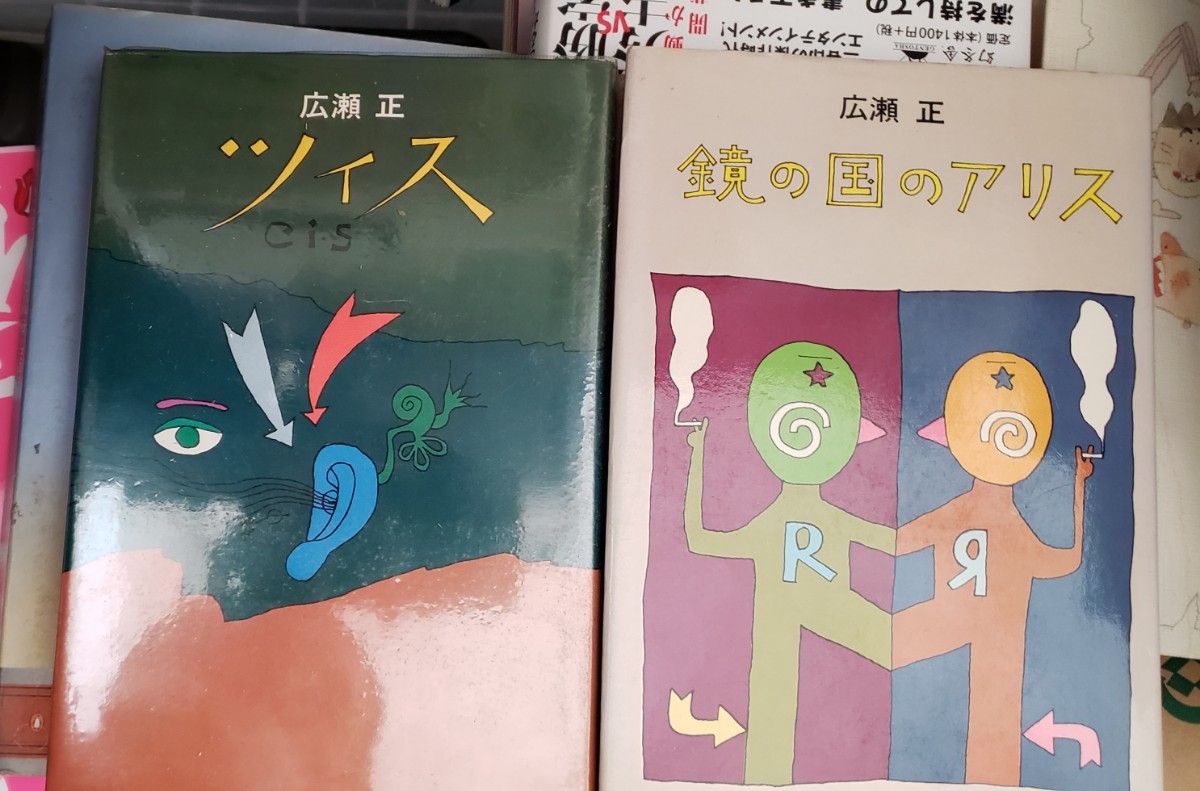 広瀬 正
ツィス
cis
広瀬 正
鏡の国のアリス
R
R
満を持しての
エンタテインメント!
VS
定価(本体1400円+税)
幻冬舎
GENTOSHA